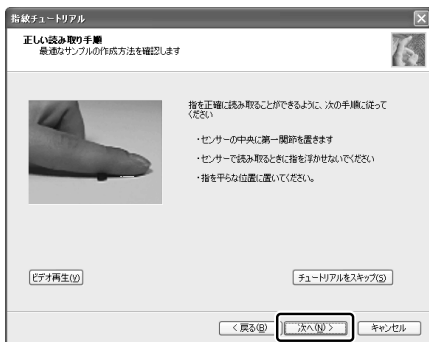 指紋チュートリアル
正しい読み取り手順
最適なサンプルの作成方法を確認します
指を正確に読み取ることができるように、次の手順に従って
ください
・センサーの中央に第一関節を置きます
・センサーで読み取るときに指を浮かせないでください
・指を平らな位置に置いてください。
ビデオ再生(V)
チュートリアルをスキップ(S)
< 戻る(B)
次へ(N) >
キャンセル